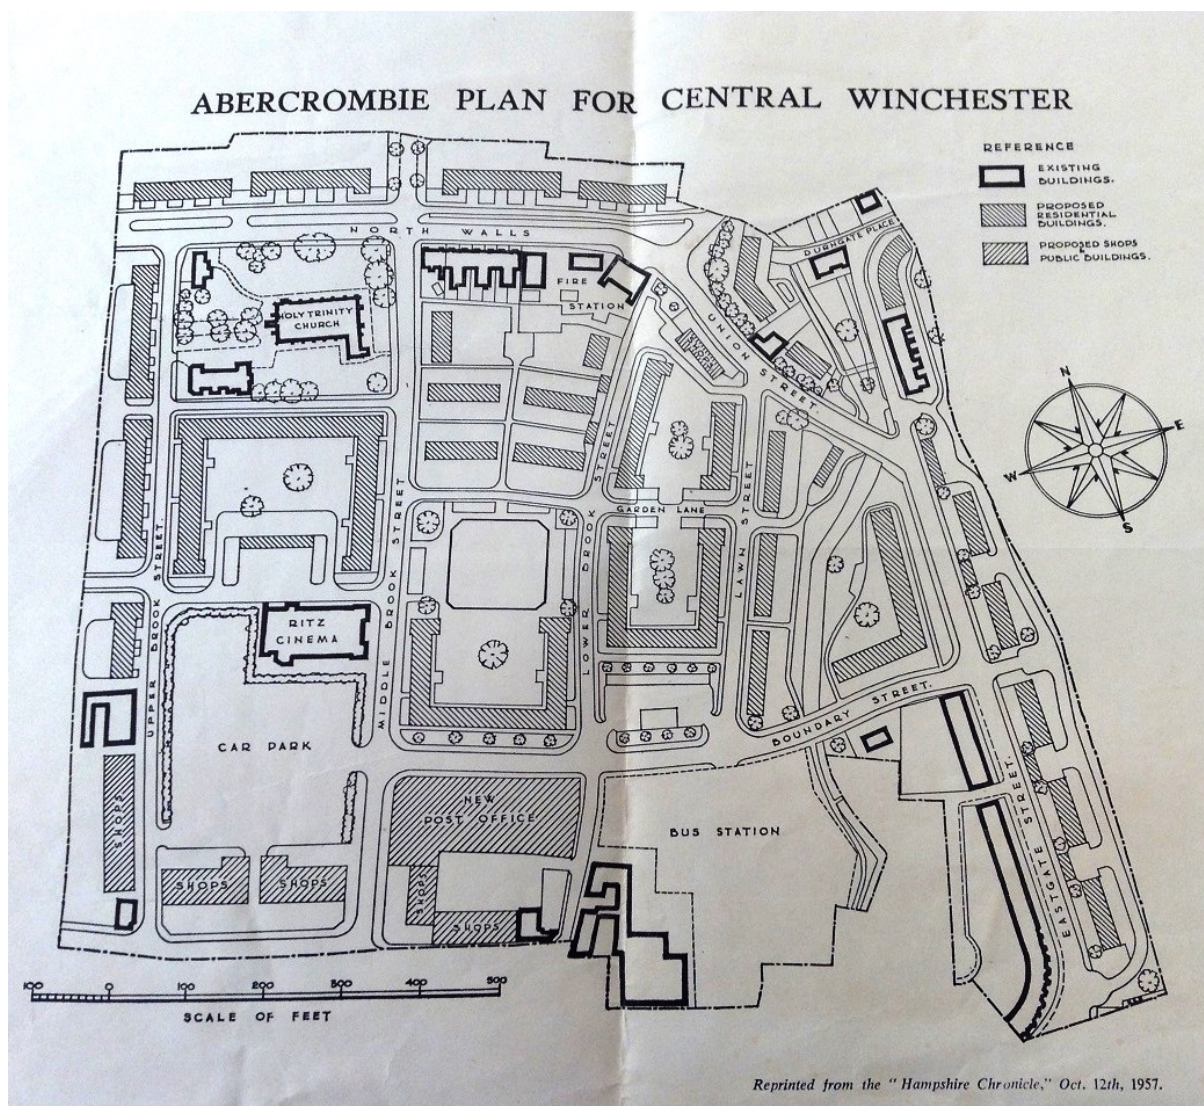 ABERCROMBIE PLAN FOR CENTRAL WINCHESTER
REFERENCE
EXISTING
BUILDINGS.
PROPOSED
RESIDENTIAL
BUILDINGS.
PROPOSED SHOPS
&
PUBLIC BUILDINGS.
NORTH WALLS
DURNGATE PLACE
FIRE
STATION
HOLY TRINITY
CHURCH
UNION
STREET.
N
E
W
S
STREET
GARDEN LANE
LOWER BROOK
LAWN STREET
MIDDLE BROOK STREET
UPPER BROOK STREET.
RITZ
CINEMA
CAR PARK
BOUNDARY STREET.
EASTGATE STREET.
SHOPS
NEW
POST OFFICE
BUS STATION
SHOPS
SHOPS
SHOPS
SHOPS
100 0 100 200 300 400 500
SCALE OF FEET
Reprinted from the "Hampshire Chronicle," Oct. 12th, 1957.